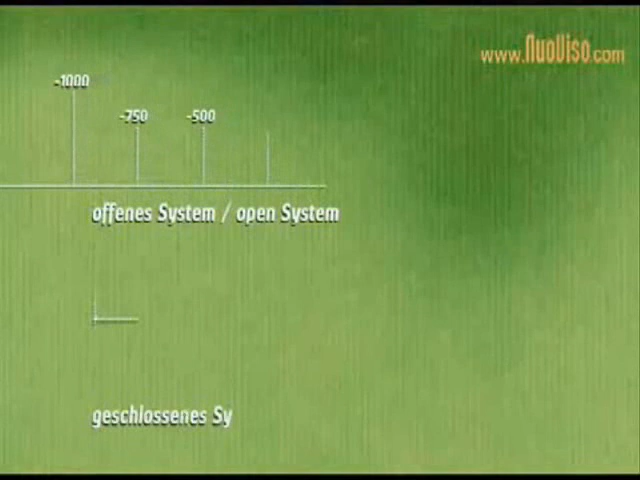 www.NuoViso.com
-1000
-750 -500
offenes System / open System
geschlossenes Sy